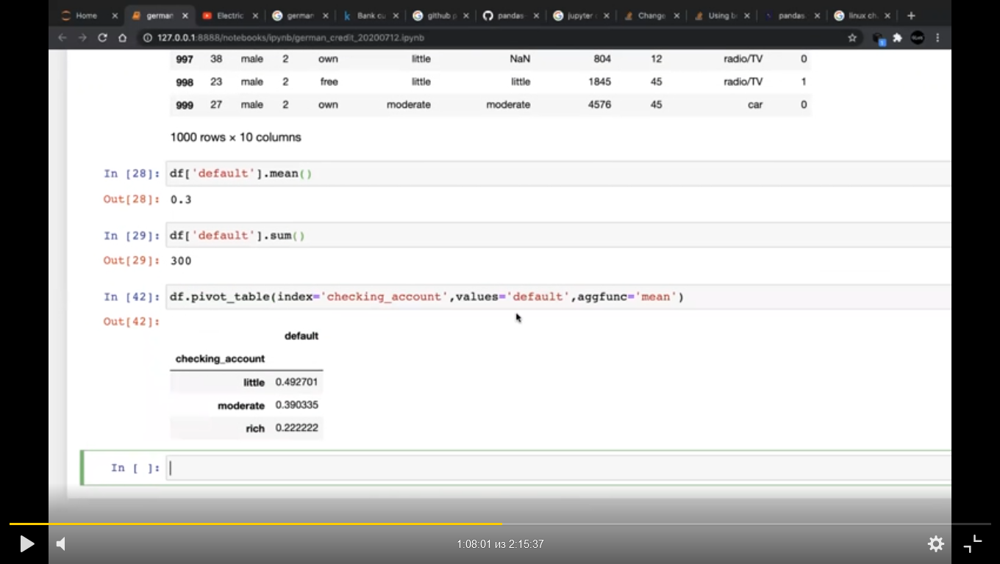 Home × german × Electric × german × Bank cu × github p × pandas- × jupyter × Change × Using b × pandas. × linux ch. × +
127.0.0.1:8888/notebooks/ipynb/german_credit_20200712.ipynb
997 38 male 2 own little NaN 804 12 radio/TV 0
998 23 male 2 free little little 1845 45 radio/TV 1
999 27 male 2 own moderate moderate 4576 45 car 0
1000 rows × 10 columns
In [28]: df['default'].mean()
Out[28]: 0.3
In [29]: df['default'].sum()
Out[29]: 300
In [42]: df.pivot_table(index='checking_account',values='default',aggfunc='mean')
Out[42]:
default
checking_account
little 0.492701
moderate 0.390335
rich 0.222222
In [ ]:
1:08:01 из 2:15:37